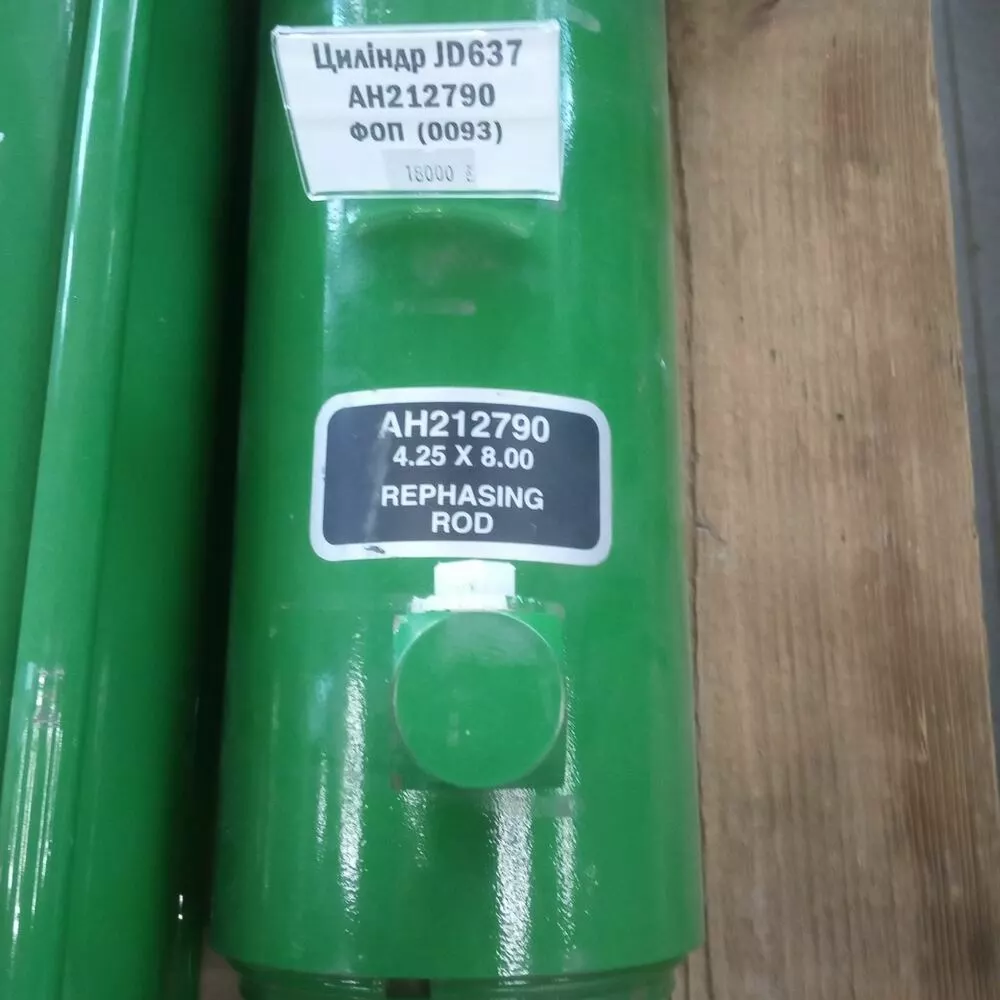 Циліндр JD637
AH212790
ФОП (0093)
18000
AH212790
4.25 X 8.00
REPHASING
ROD